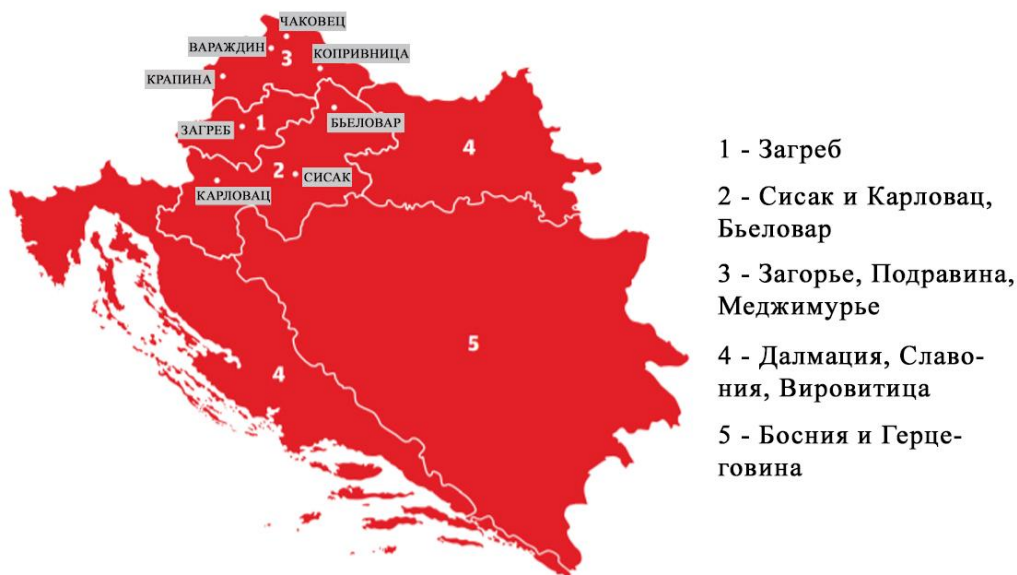 ЧАКОВЕЦ
ВАРАЖДИН
3
КОПРИВНИЦА
КРАПИНА
ЗАГРЕБ
1
БЬЕЛОВАР
4
2
СИСАК
КАРЛОВАЦ
5
4
1 - Загреб
2 - Сисак и Карловац,
Бьеловар
3 - Загорье, Подравина,
Меджимурье
4 - Далмация, Славо-
ния, Вировитица
5 - Босния и Герце-
говина